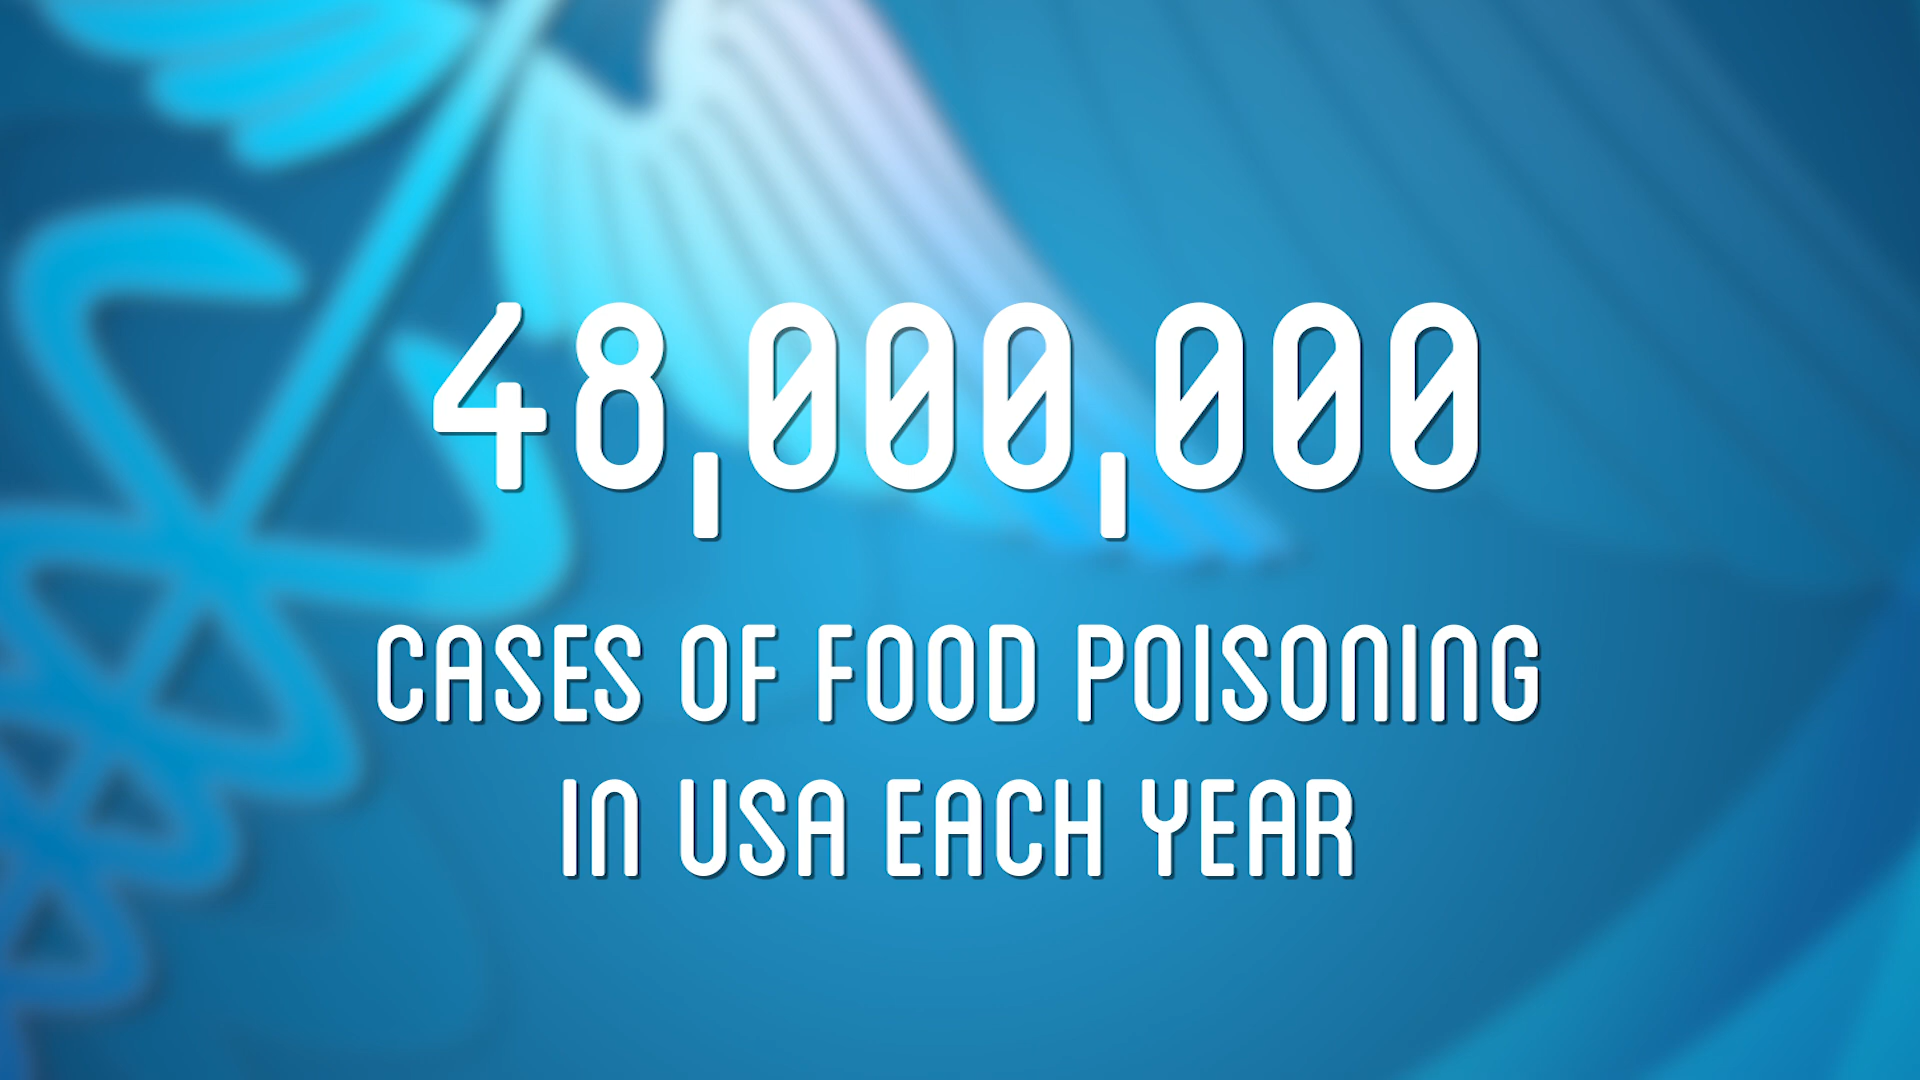 48,000,000
CASES OF FOOD POISONING
IN USA EACH YEAR